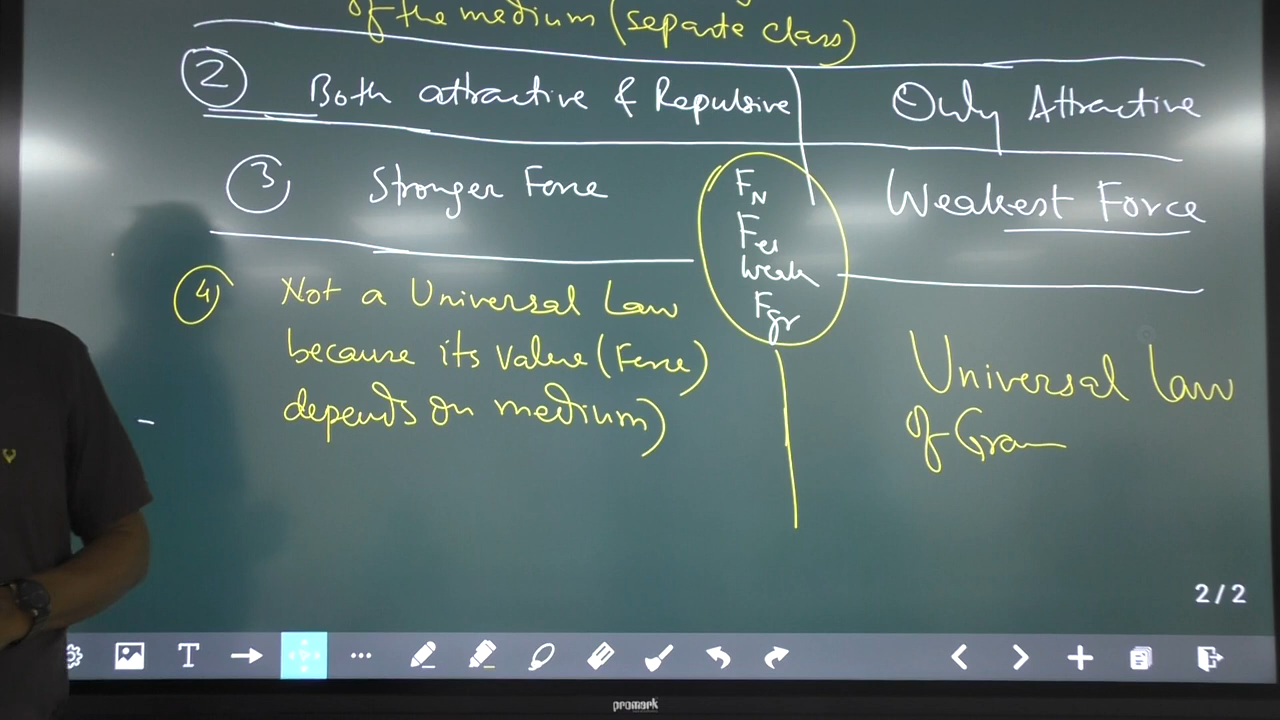 of the medium (separate class)
2 Both attractive & Repulsive Only Attractive
3 Stronger Force Weakest Force
F_N
F_el
Weak
F_gr
4 Not a Universal Law
because its value (Force)
depends on medium)
Universal Law
of Gra
2/2
T
promark